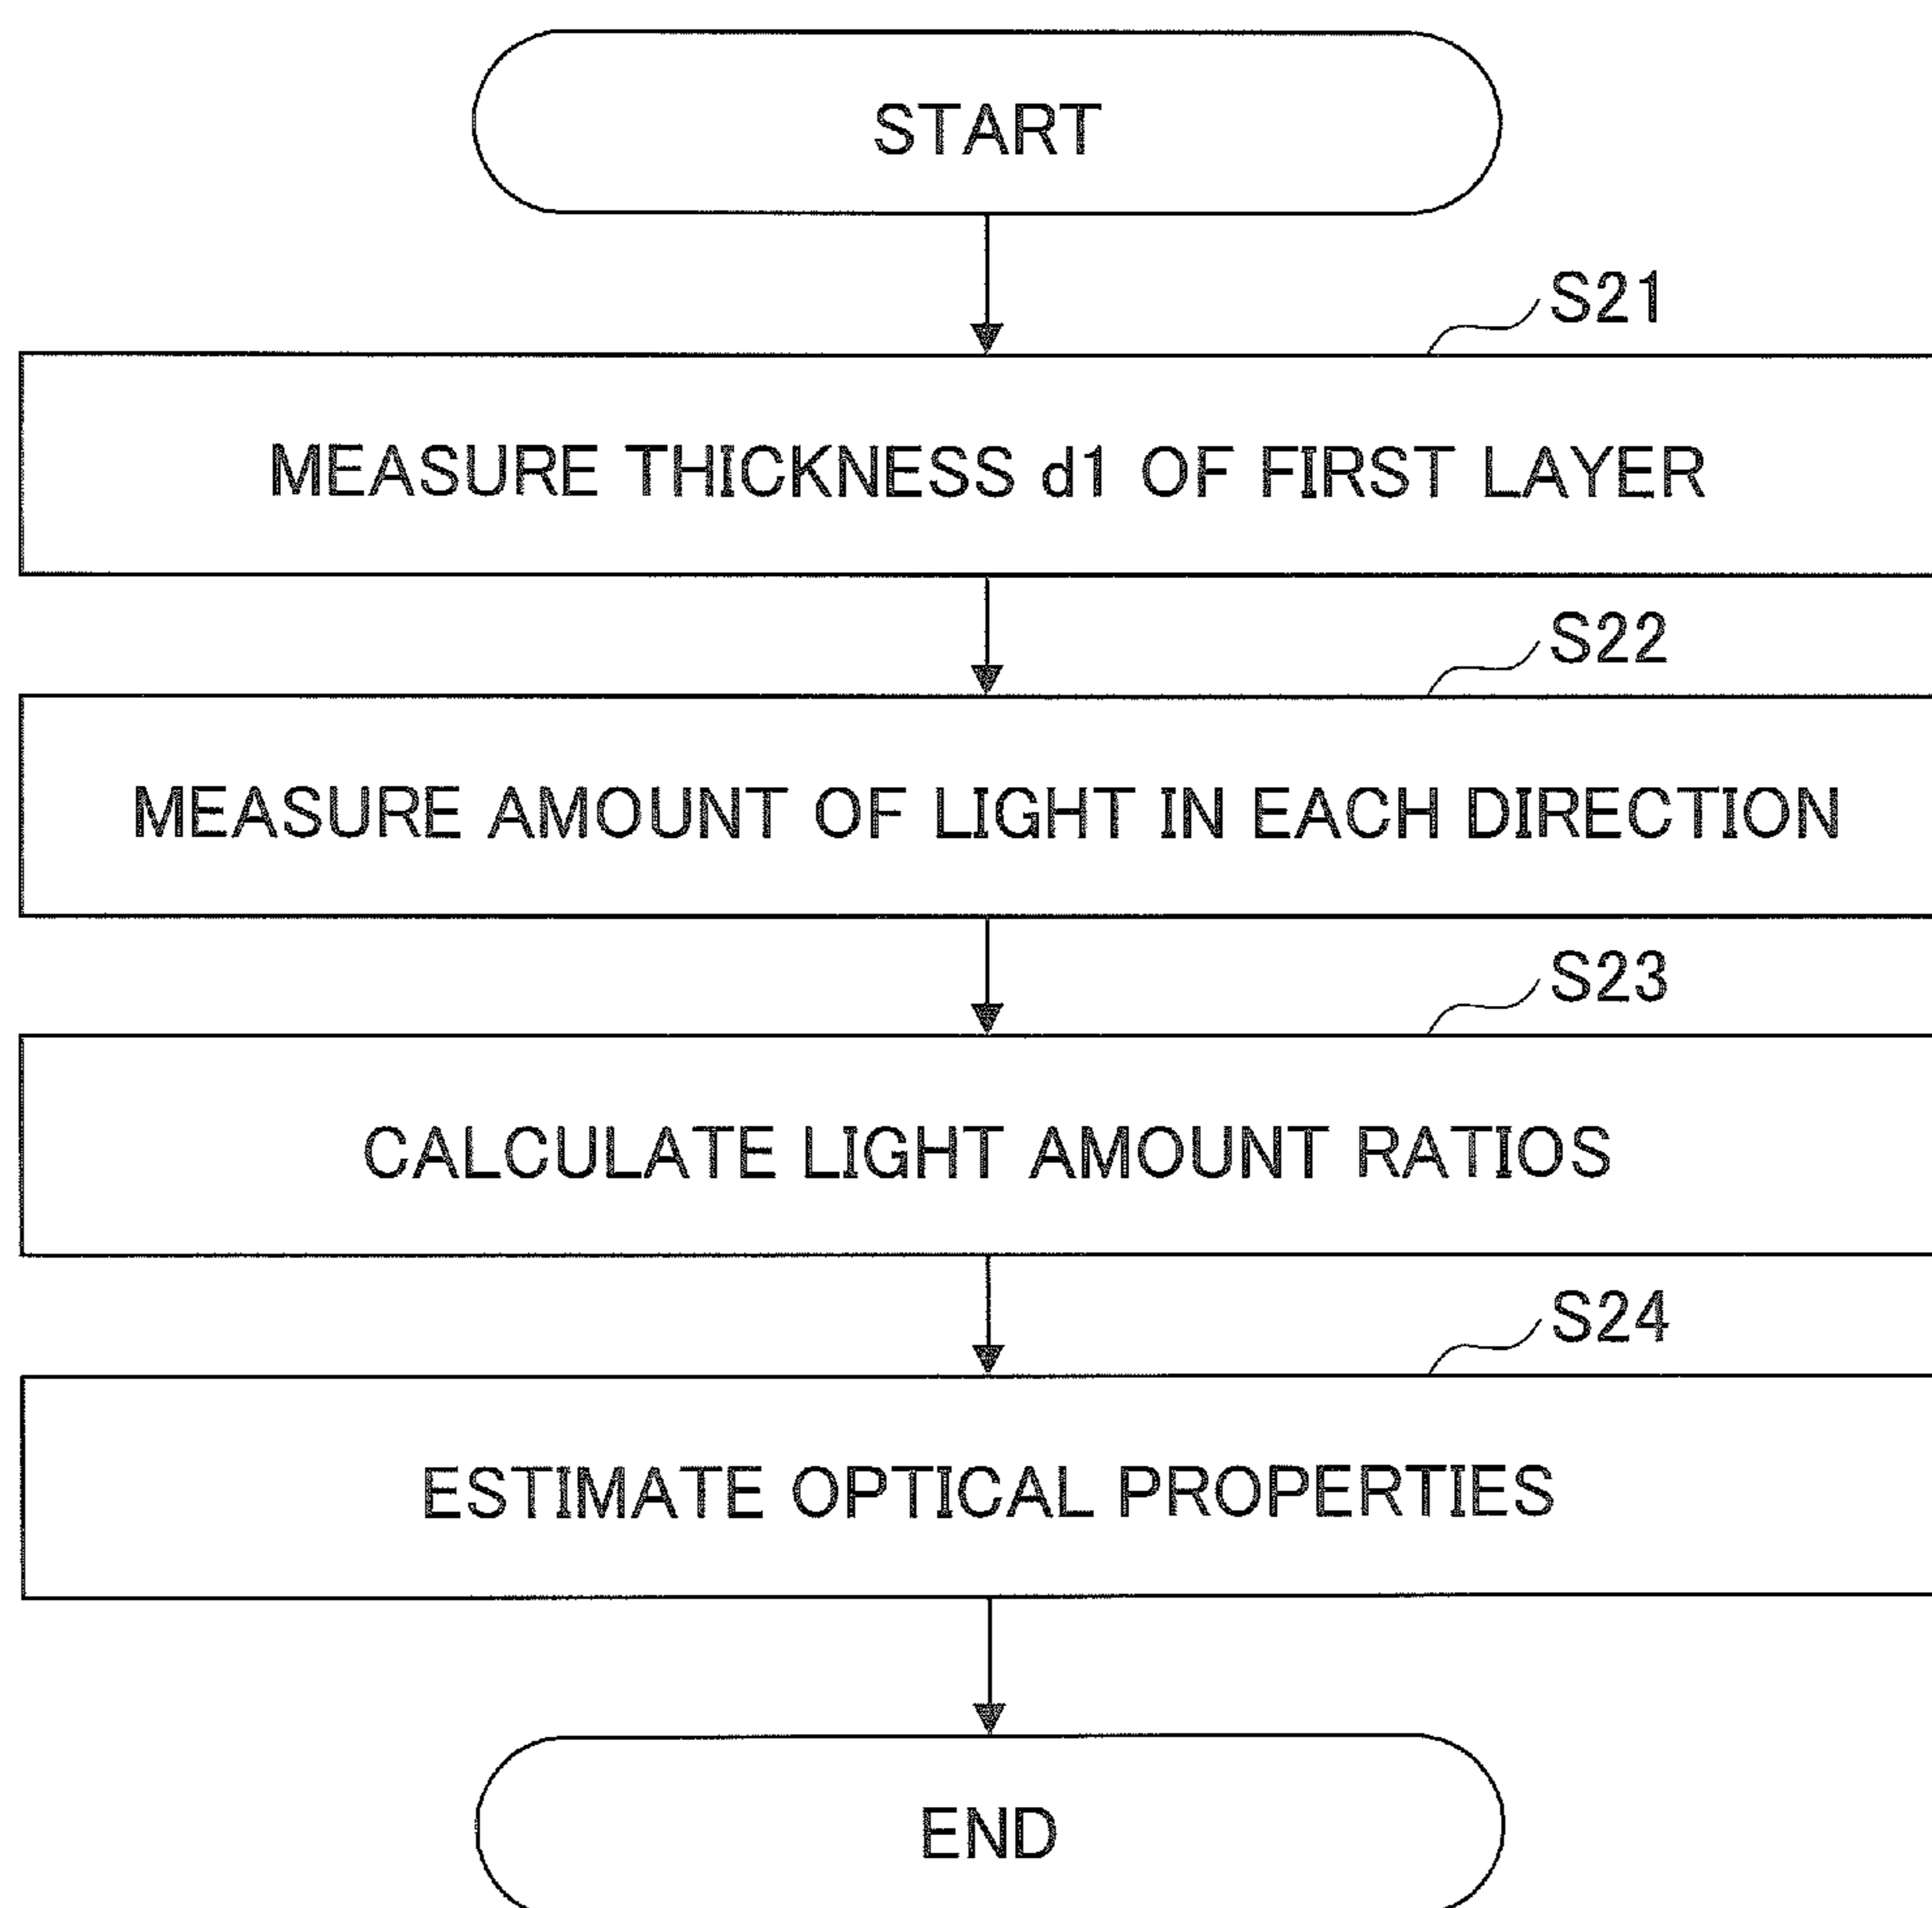 START
S21
MEASURE THICKNESS d1 OF FIRST LAYER
S22
MEASURE AMOUNT OF LIGHT IN EACH DIRECTION
S23
CALCULATE LIGHT AMOUNT RATIOS
S24
ESTIMATE OPTICAL PROPERTIES
END